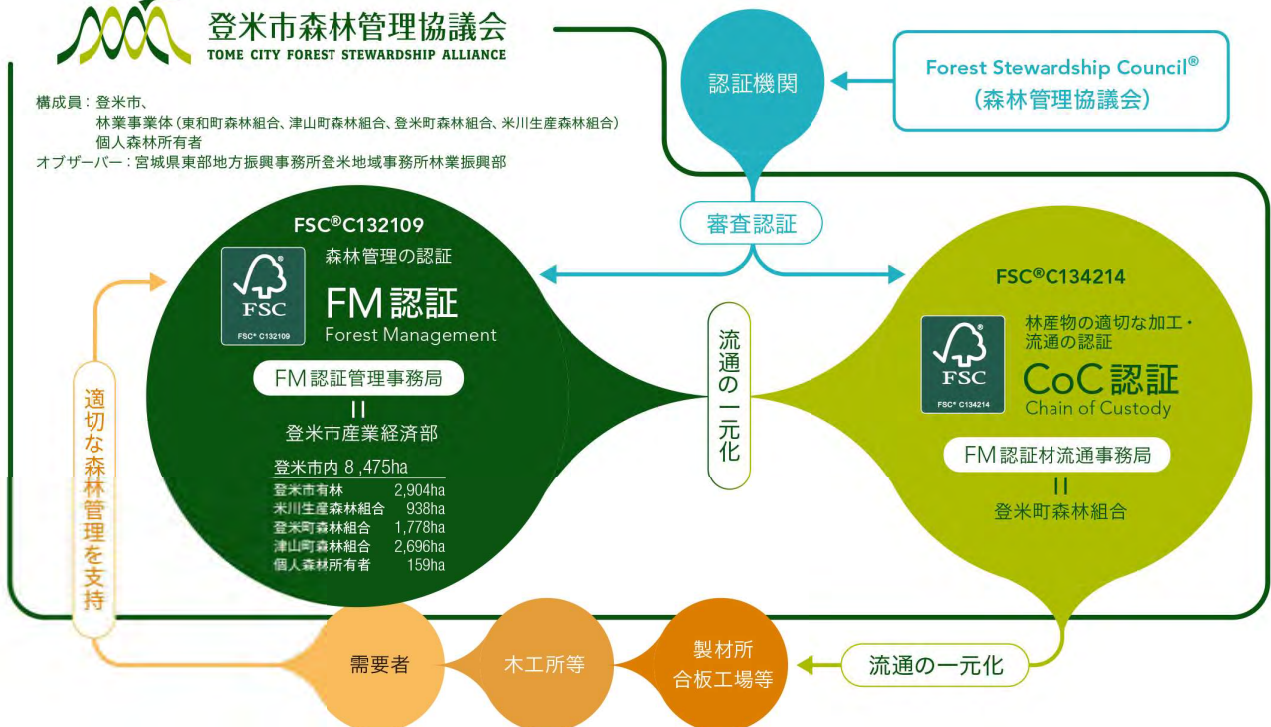 登米市森林管理協議会
TOME CITY FOREST STEWARDSHIP ALLIANCE
構成員：登米市、
林業事業体（東和町森林組合、津山町森林組合、登米町森林組合、米川生産森林組合）
個人森林所有者
オブザーバー：宮城県東部地方振興事務所登米地域事務所林業振興部
認証機関
Forest Stewardship Council®
（森林管理協議会）
審査認証
FSC®C132109
森林管理の認証
FSC
FSC® C132109
FM認証
Forest Management
FM認証管理事務局
=
登米市産業経済部
登米市内 8,475ha
登米市有林 2,904ha
米川生産森林組合 938ha
登米町森林組合 1,778ha
津山町森林組合 2,696ha
個人森林所有者 159ha
流通の一元化
FSC®C134214
林産物の適切な加工・
流通の認証
FSC
FSC® C134214
CoC認証
Chain of Custody
FM認証材流通事務局
=
登米町森林組合
流通の一元化
製材所
合板工場等
木工所等
需要者
適切な森林管理を支持